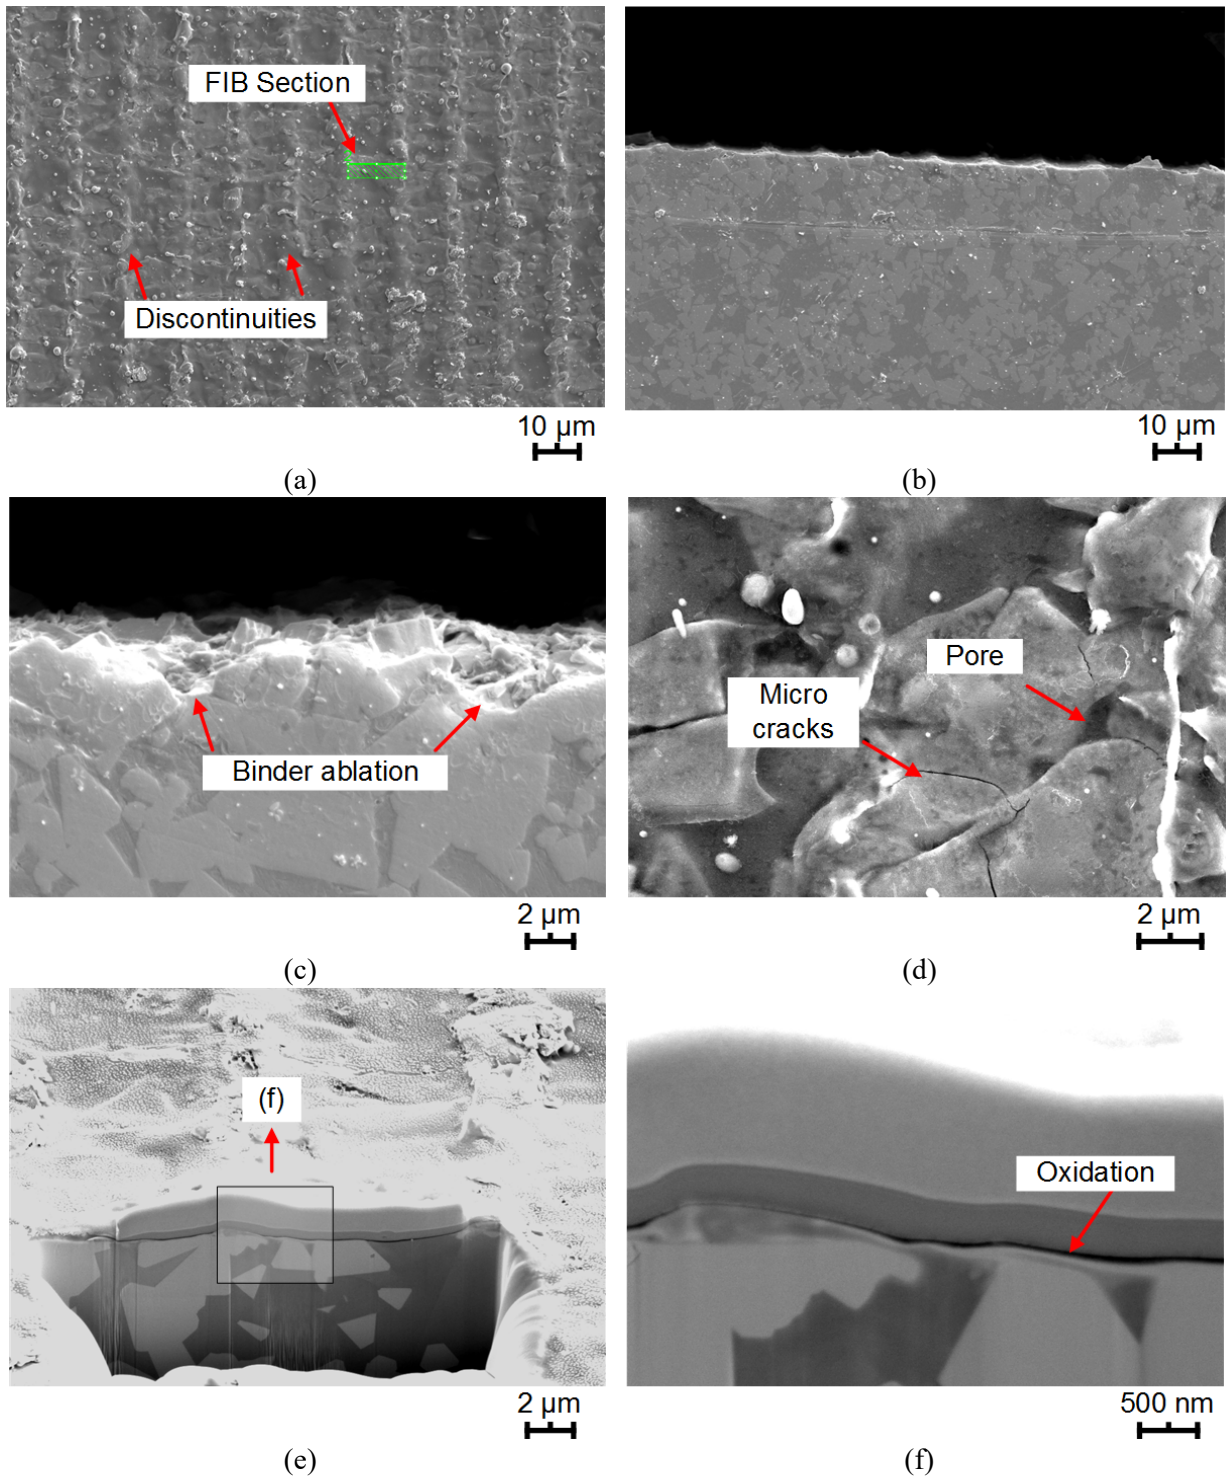 FIB Section
Discontinuities
10 µm
10 µm
(a)
(b)
Binder ablation
Pore
Micro
cracks
2 µm
2 µm
(c)
(d)
(f)
Oxidation
2 µm
500 nm
(e)
(f)